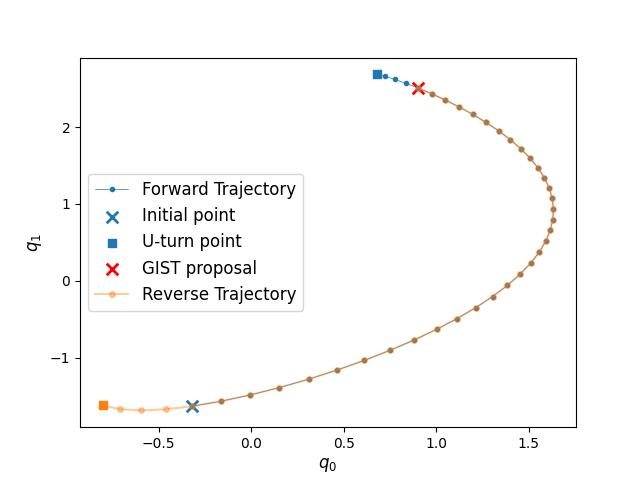 2
1
0
−1
q₁
Forward Trajectory
Initial point
U-turn point
GIST proposal
Reverse Trajectory
−0.5
0.0
0.5
1.0
1.5
q₀